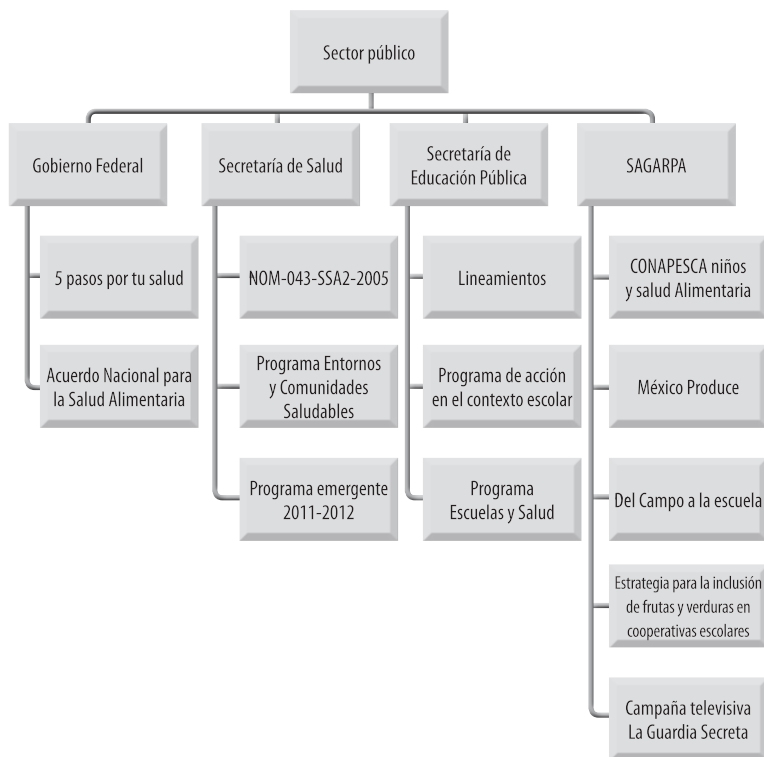 Sector público
Gobierno Federal
Secretaría de Salud
Secretaría de
Educación Pública
SAGARPA
5 pasos por tu salud
Acuerdo Nacional para
la Salud Alimentaria
NOM-043-SSA2-2005
Programa Entornos
y Comunidades
Saludables
Programa emergente
2011-2012
Lineamientos
Programa de acción
en el contexto escolar
Programa
Escuelas y Salud
CONAPESCA niños
y salud Alimentaria
México Produce
Del Campo a la escuela
Estrategia para la inclusión
de frutas y verduras en
cooperativas escolares
Campaña televisiva
La Guardia Secreta